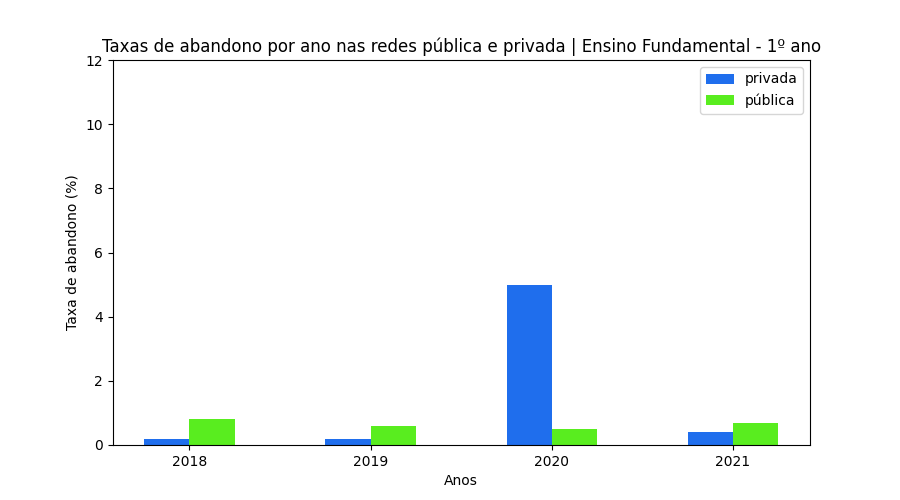 Taxas de abandono por ano nas redes pública e privada | Ensino Fundamental - 1º ano
privada
pública
12
10
8
6
4
2
0
Taxa de abandono (%)
2018 2019 2020 2021
Anos